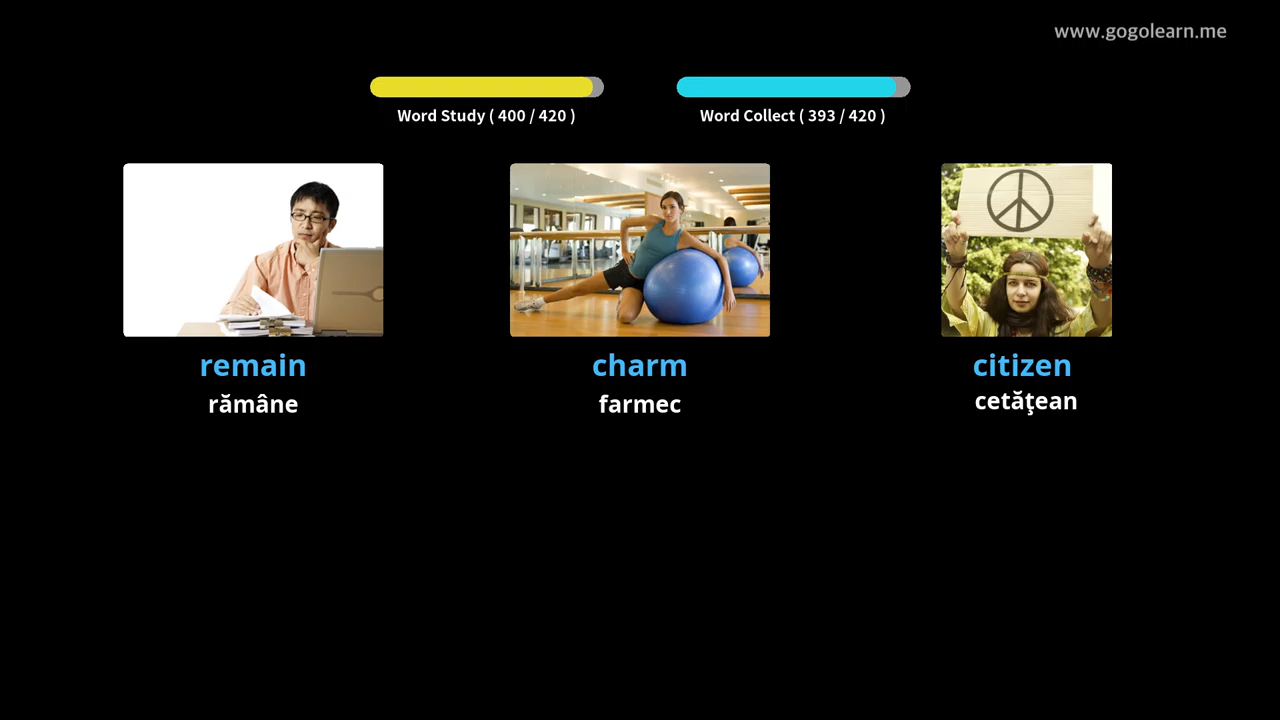 www.gogolearn.me
Word Study ( 400 / 420 )
Word Collect ( 393 / 420 )
remain
charm
citizen
rămâne
farmec
cetăţean